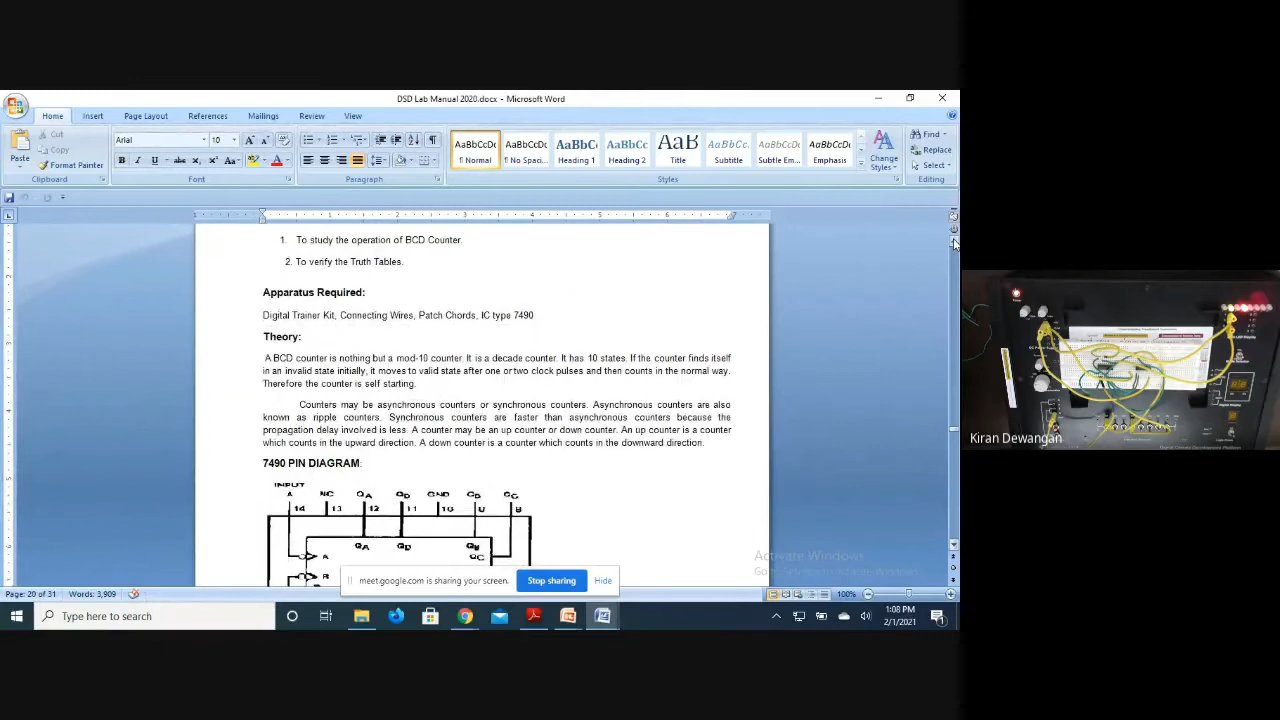 DSD Lab Manual 2020.docx - Microsoft Word
Home Insert Page Layout References Mailings Review View
Paste Cut Copy Format Painter
Arial 10
AaBbCcDc AaBbCcDc AaBbC AaBbCc AaB AaBbCc. AaBbCcDc AaBbCcDc
¶ Normal ¶ No Spaci... Heading 1 Heading 2 Title Subtitle Subtle Em... Emphasis
Change Styles
Find Replace Select
Clipboard Font Paragraph Styles Editing
1. To study the operation of BCD Counter.
2. To verify the Truth Tables.
Apparatus Required:
Digital Trainer Kit, Connecting Wires, Patch Chords, IC type 7490
Theory:
A BCD counter is nothing but a mod-10 counter. It is a decade counter. It has 10 states. If the counter finds itself
in an invalid state initially, it moves to valid state after one or two clock pulses and then counts in the normal way.
Therefore the counter is self starting.
Counters may be asynchronous counters or synchronous counters. Asynchronous counters are also
known as ripple counters. Synchronous counters are faster than asynchronous counters because the
propagation delay involved is less. A counter may be an up counter or down counter. An up counter is a counter
which counts in the upward direction. A down counter is a counter which counts in the downward direction.
7490 PIN DIAGRAM:
INPUT
A NC QA QD GND
14 13 12 11 10
QA QD QB
QC
A
B
Activate Windows
meet.google.com is sharing your screen. Stop sharing Hide
Page: 20 of 31 Words: 3,909 100%
Type here to search
1:08 PM
2/1/2021
Kiran Dewangan